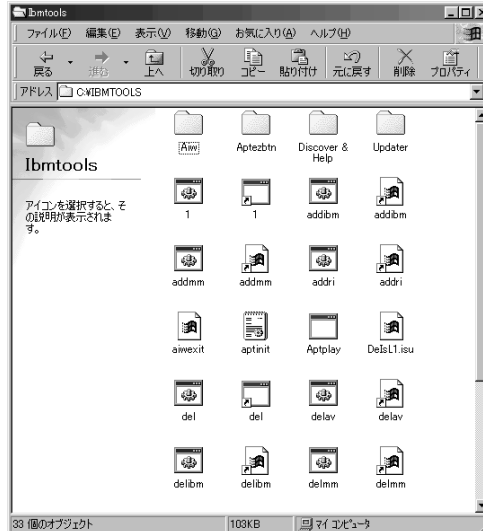 Ibmtools
ファイル(F) 編集(E) 表示(V) 移動(G) お気に入り(A) ヘルプ(H)
戻る 進む 上へ 切り取り コピー 貼り付け 元に戻す 削除 プロパティ
アドレス C:¥IBMTOOLS
Ibmtools
アイコンを選択すると、そ
の説明が表示されま
す。
Aiw Aptezbtn Discover & Updater
Help
1 1 addibm addibm
addmm addmm addri addri
aiwexit aptinit Aptplay DeIsL1.isu
del del delav delav
delibm delibm delmm delmm
33 個のオブジェクト 103KB マイ コンピュータ